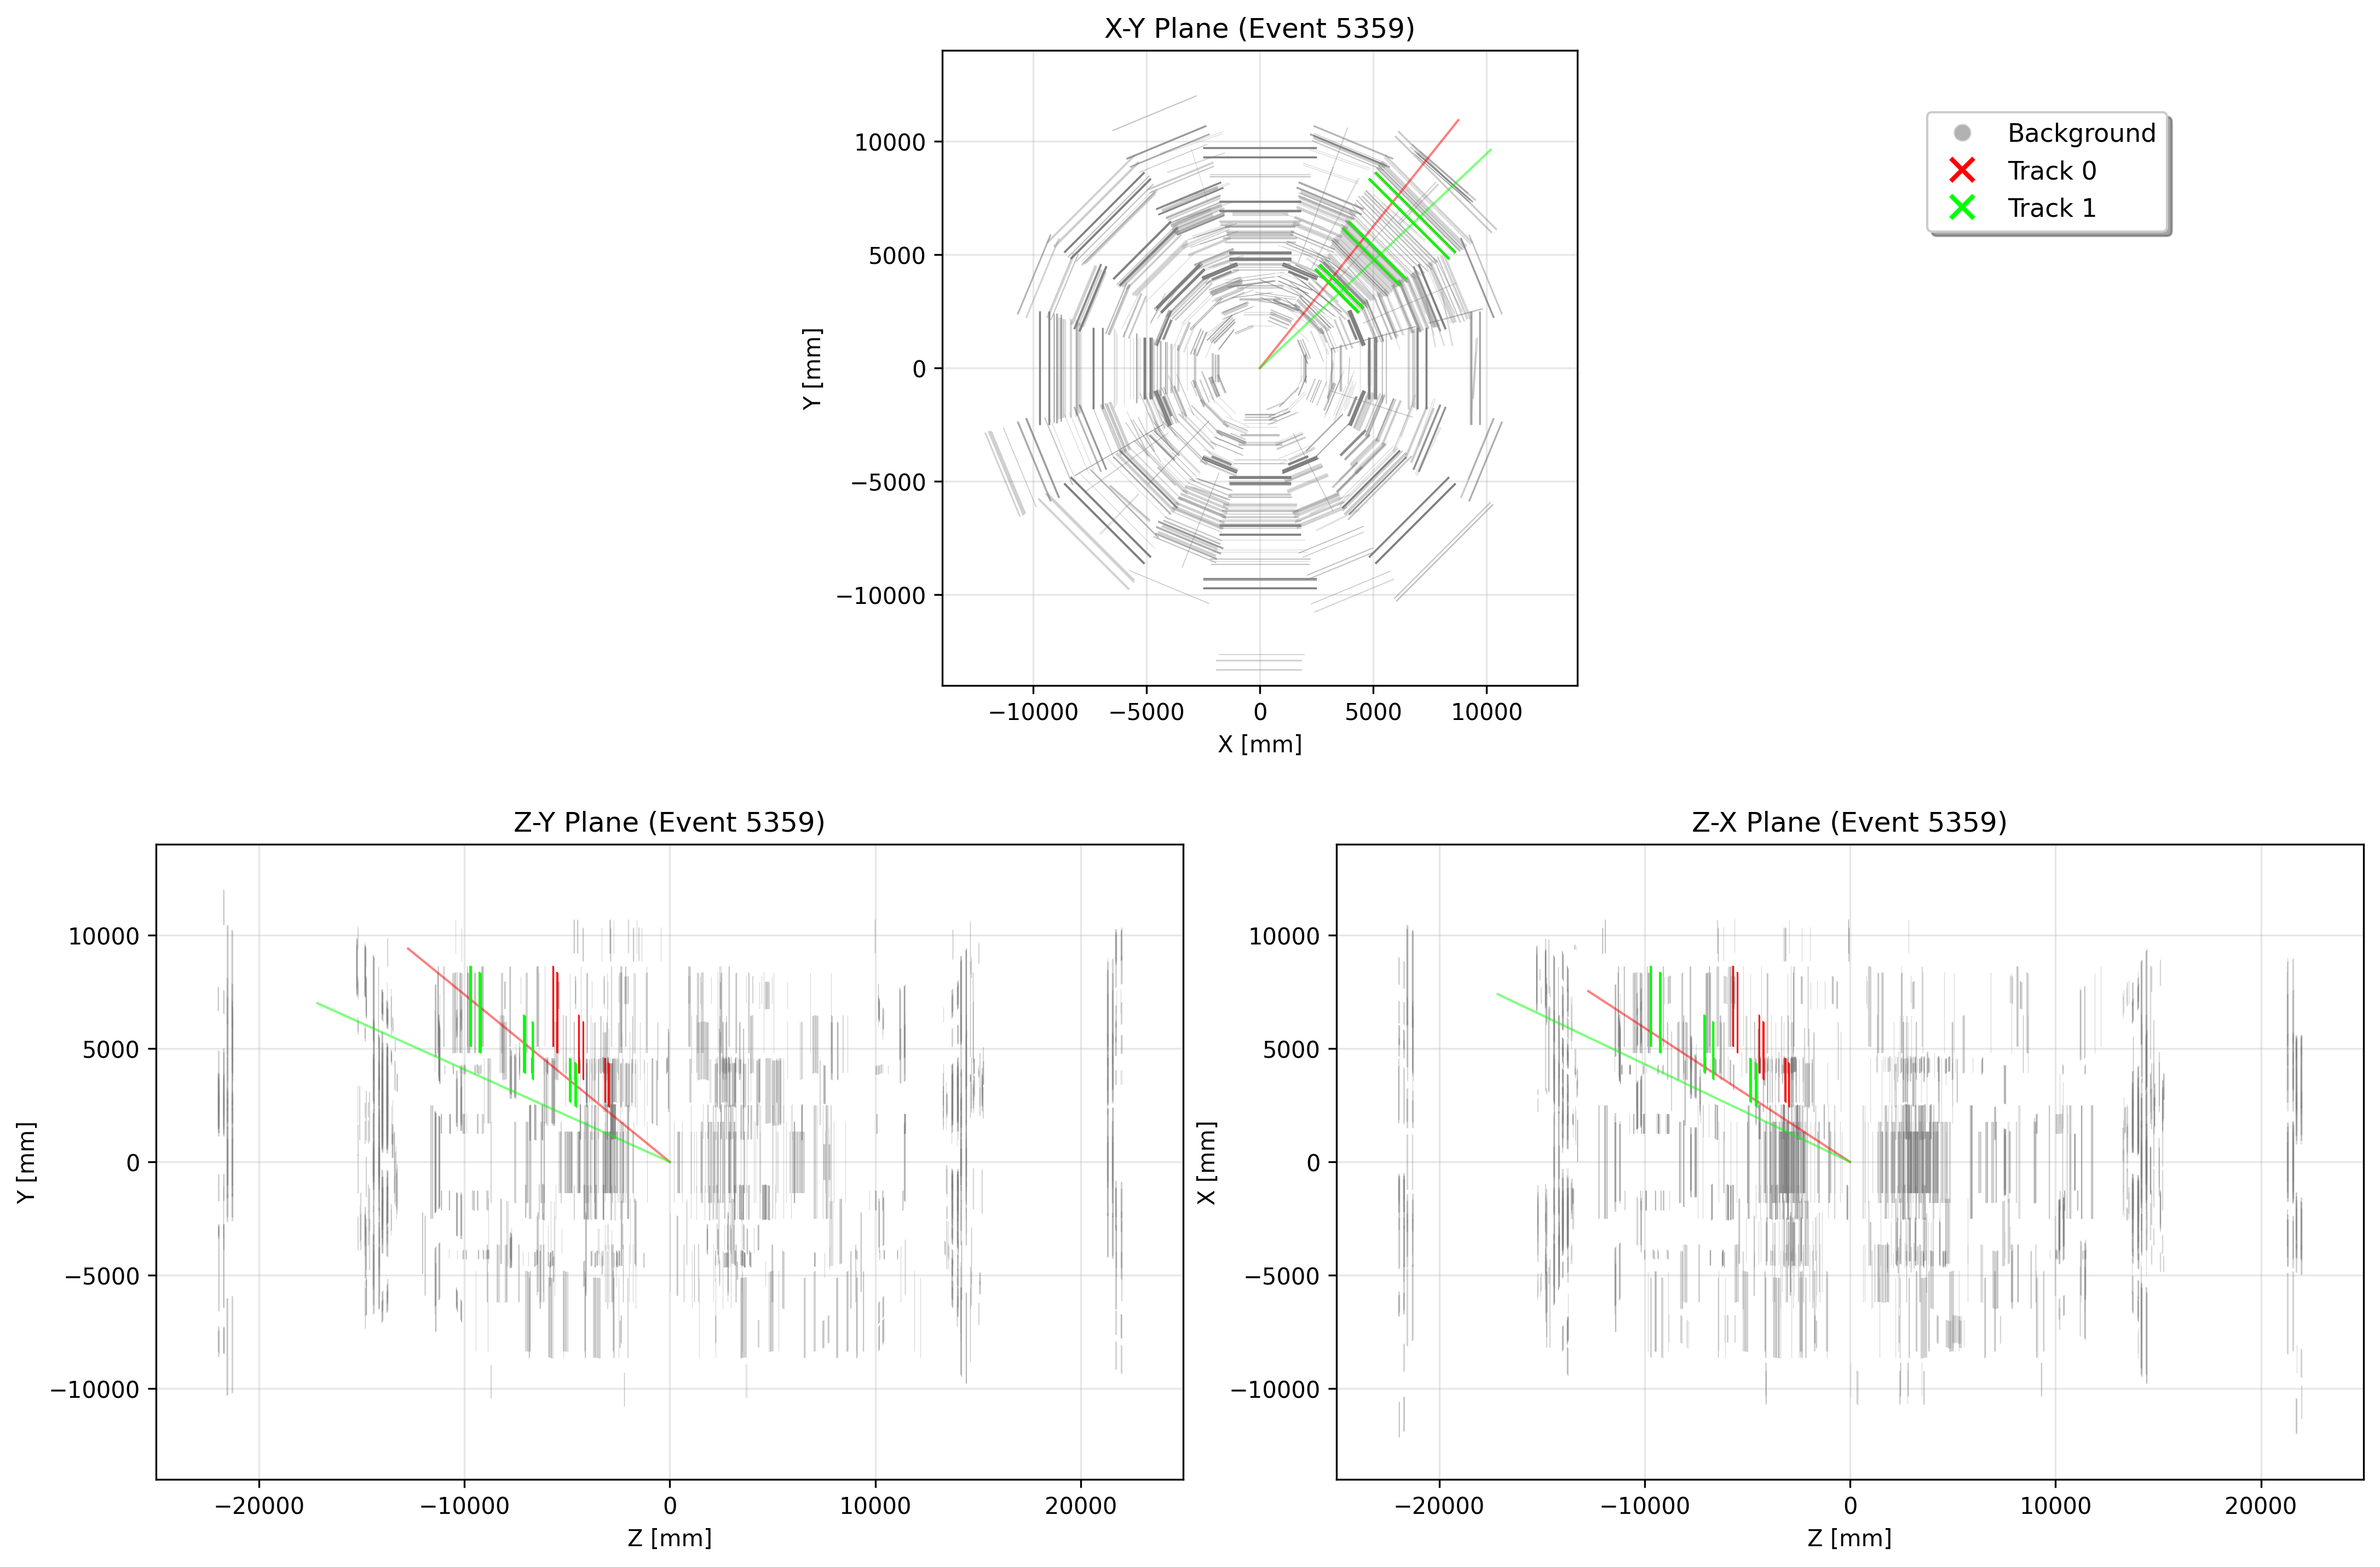 X-Y Plane (Event 5359)
10000
5000
0
−5000
−10000
Y [mm]
−10000 −5000 0 5000 10000
X [mm]
Background
Track 0
Track 1
Z-Y Plane (Event 5359)
10000
5000
0
−5000
−10000
Y [mm]
−20000 −10000 0 10000 20000
Z [mm]
Z-X Plane (Event 5359)
10000
5000
0
−5000
−10000
X [mm]
−20000 −10000 0 10000 20000
Z [mm]